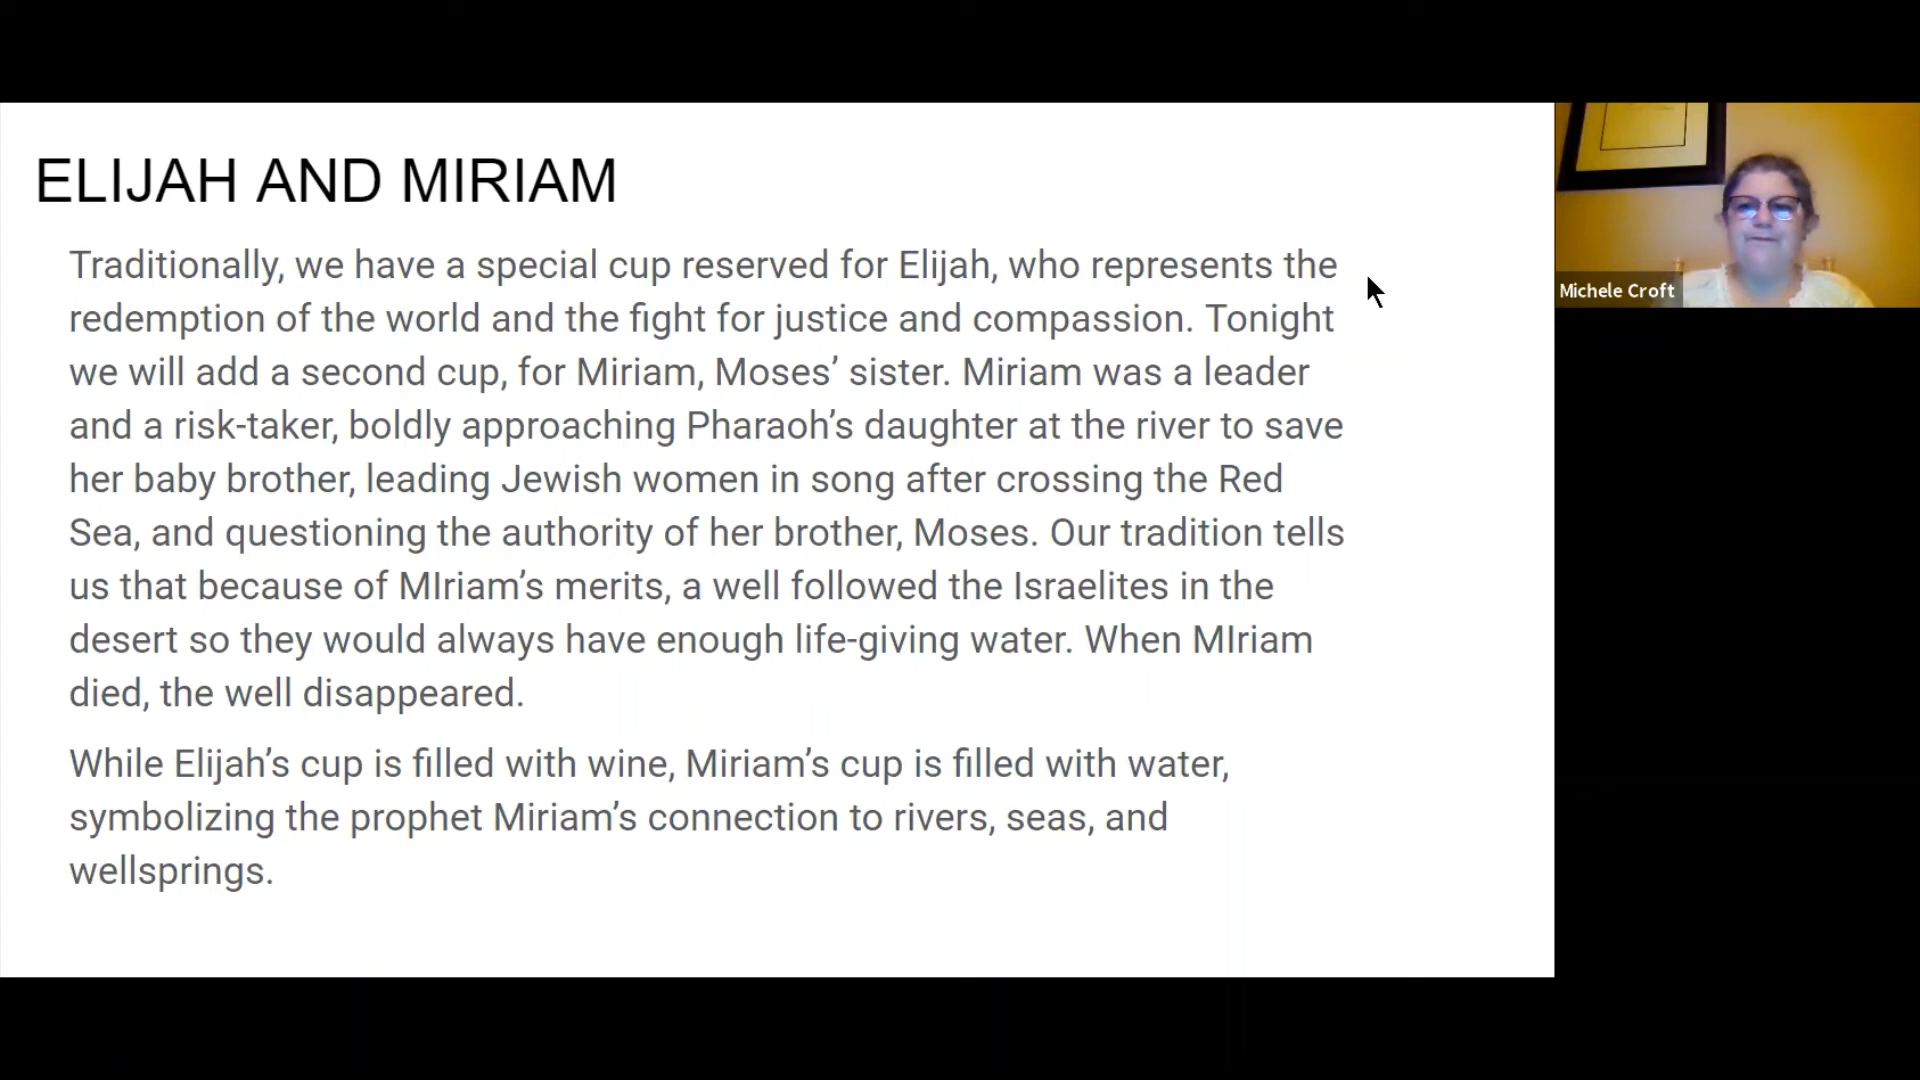 ELIJAH AND MIRIAM
Traditionally, we have a special cup reserved for Elijah, who represents the
redemption of the world and the fight for justice and compassion. Tonight
we will add a second cup, for Miriam, Moses’ sister. Miriam was a leader
and a risk-taker, boldly approaching Pharaoh’s daughter at the river to save
her baby brother, leading Jewish women in song after crossing the Red
Sea, and questioning the authority of her brother, Moses. Our tradition tells
us that because of MIriam’s merits, a well followed the Israelites in the
desert so they would always have enough life-giving water. When MIriam
died, the well disappeared.
While Elijah’s cup is filled with wine, Miriam’s cup is filled with water,
symbolizing the prophet Miriam’s connection to rivers, seas, and
wellsprings.
Michele Croft